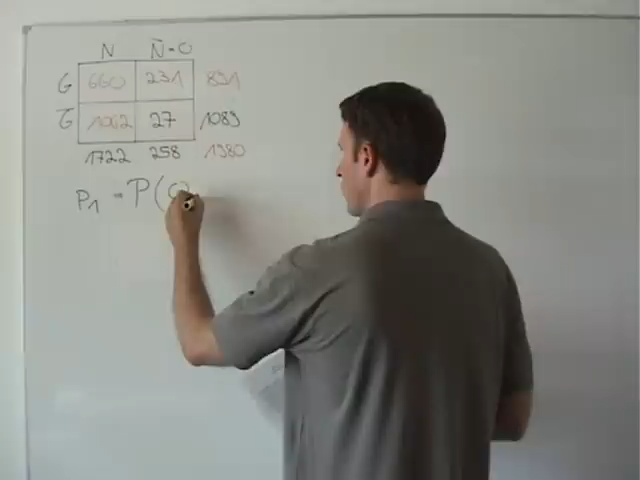 N N̄=O
G 660 231 891
G̅ 1062 27 1089
1722 258 1980
P₁ = P(O